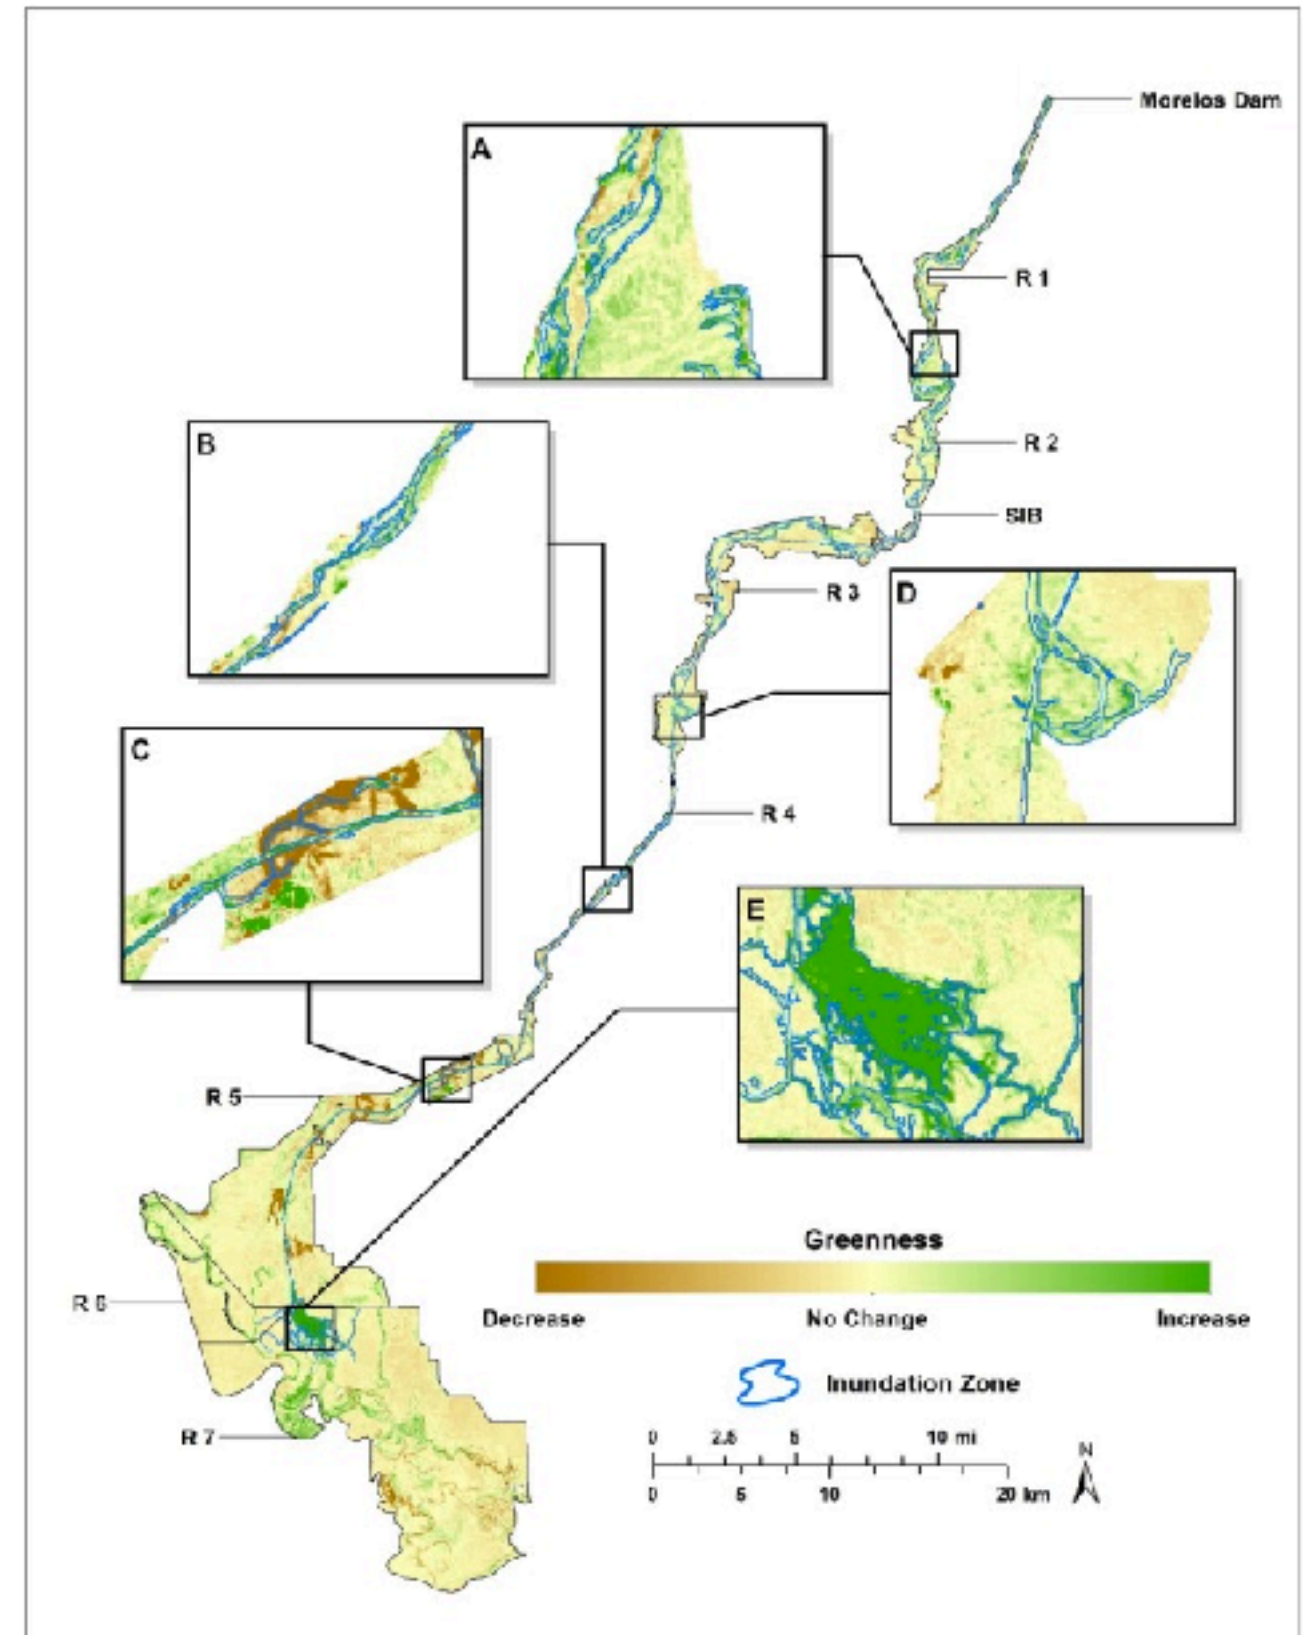 Morelos Dam
A
R 1
B
R 2
SIB
R 3
D
C
R 4
E
R 5
Greenness
R 6
Decrease No Change Increase
Inundation Zone
R 7
0 2.5 5 10 mi
N
0 5 10 20 km